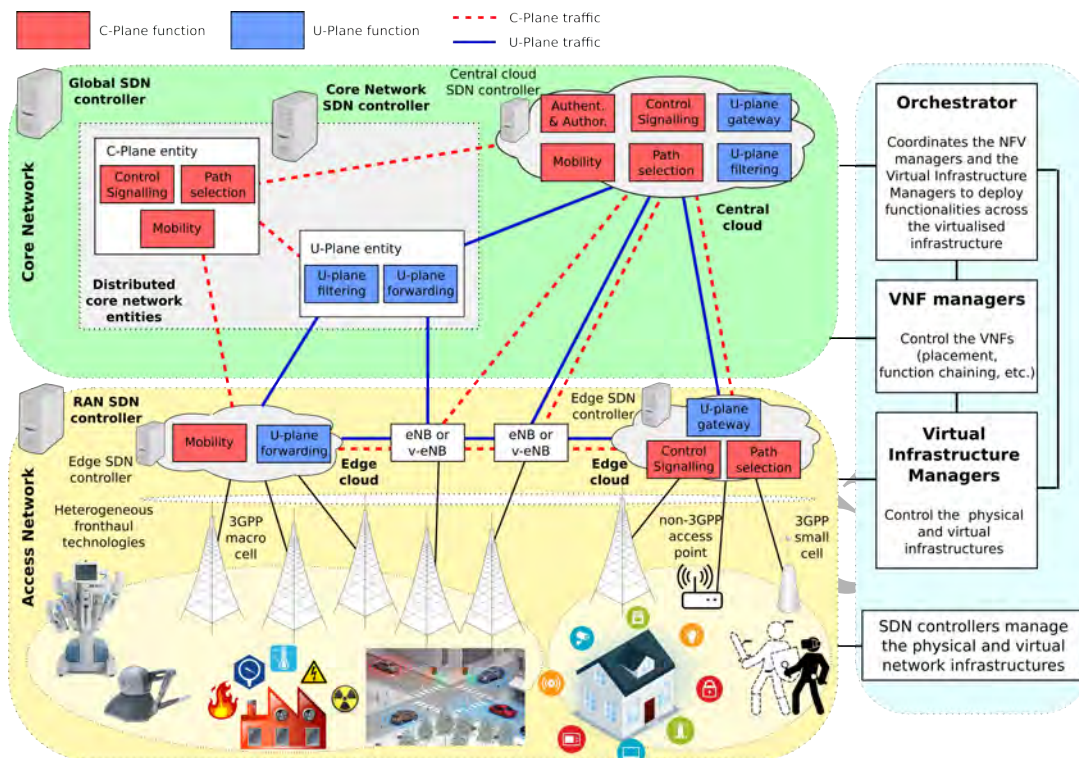 C-Plane function
U-Plane function
C-Plane traffic
U-Plane traffic
Global SDN
controller
Core Network
SDN controller
Central cloud
SDN controller
Authent.
& Author.
Control
Signalling
U-plane
gateway
Mobility
Path
selection
U-plane
filtering
Central
cloud
C-Plane entity
Control
Signalling
Path
selection
Mobility
U-Plane entity
U-plane
filtering
U-plane
forwarding
Distributed
core network
entities
Core Network
RAN SDN
controller
Edge SDN
controller
Mobility
U-plane
forwarding
Edge
cloud
eNB or
v-eNB
eNB or
v-eNB
Edge SDN
controller
U-plane
gateway
Control
Signalling
Path
selection
Edge
cloud
Heterogeneous
fronthaul
technologies
3GPP
macro
cell
non-3GPP
access
point
3GPP
small
cell
Access Network
Orchestrator
Coordinates the NFV
managers and the
Virtual Infrastructure
Managers to deploy
functionalities across
the virtualised
infrastructure
VNF managers
Control the VNFs
(placement,
function chaining, etc.)
Virtual
Infrastructure
Managers
Control the physical
and virtual
infrastructures
SDN controllers manage
the physical and virtual
network infrastructures